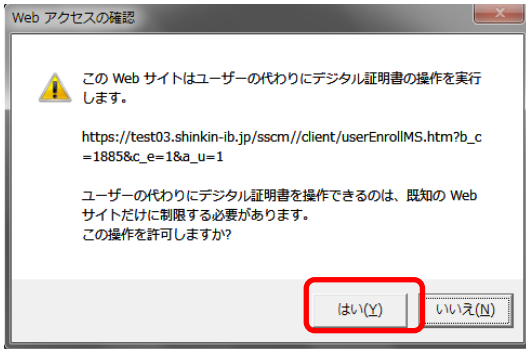 Web アクセスの確認
この Web サイトはユーザーの代わりにデジタル証明書の操作を実行
します。
https://test03.shinkin-ib.jp/sscm//client/userEnrollMS.htm?b_c
=1885&c_e=1&a_u=1
ユーザーの代わりにデジタル証明書を操作できるのは、既知の Web
サイトだけに制限する必要があります。
この操作を許可しますか?
はい(Y) いいえ(N)